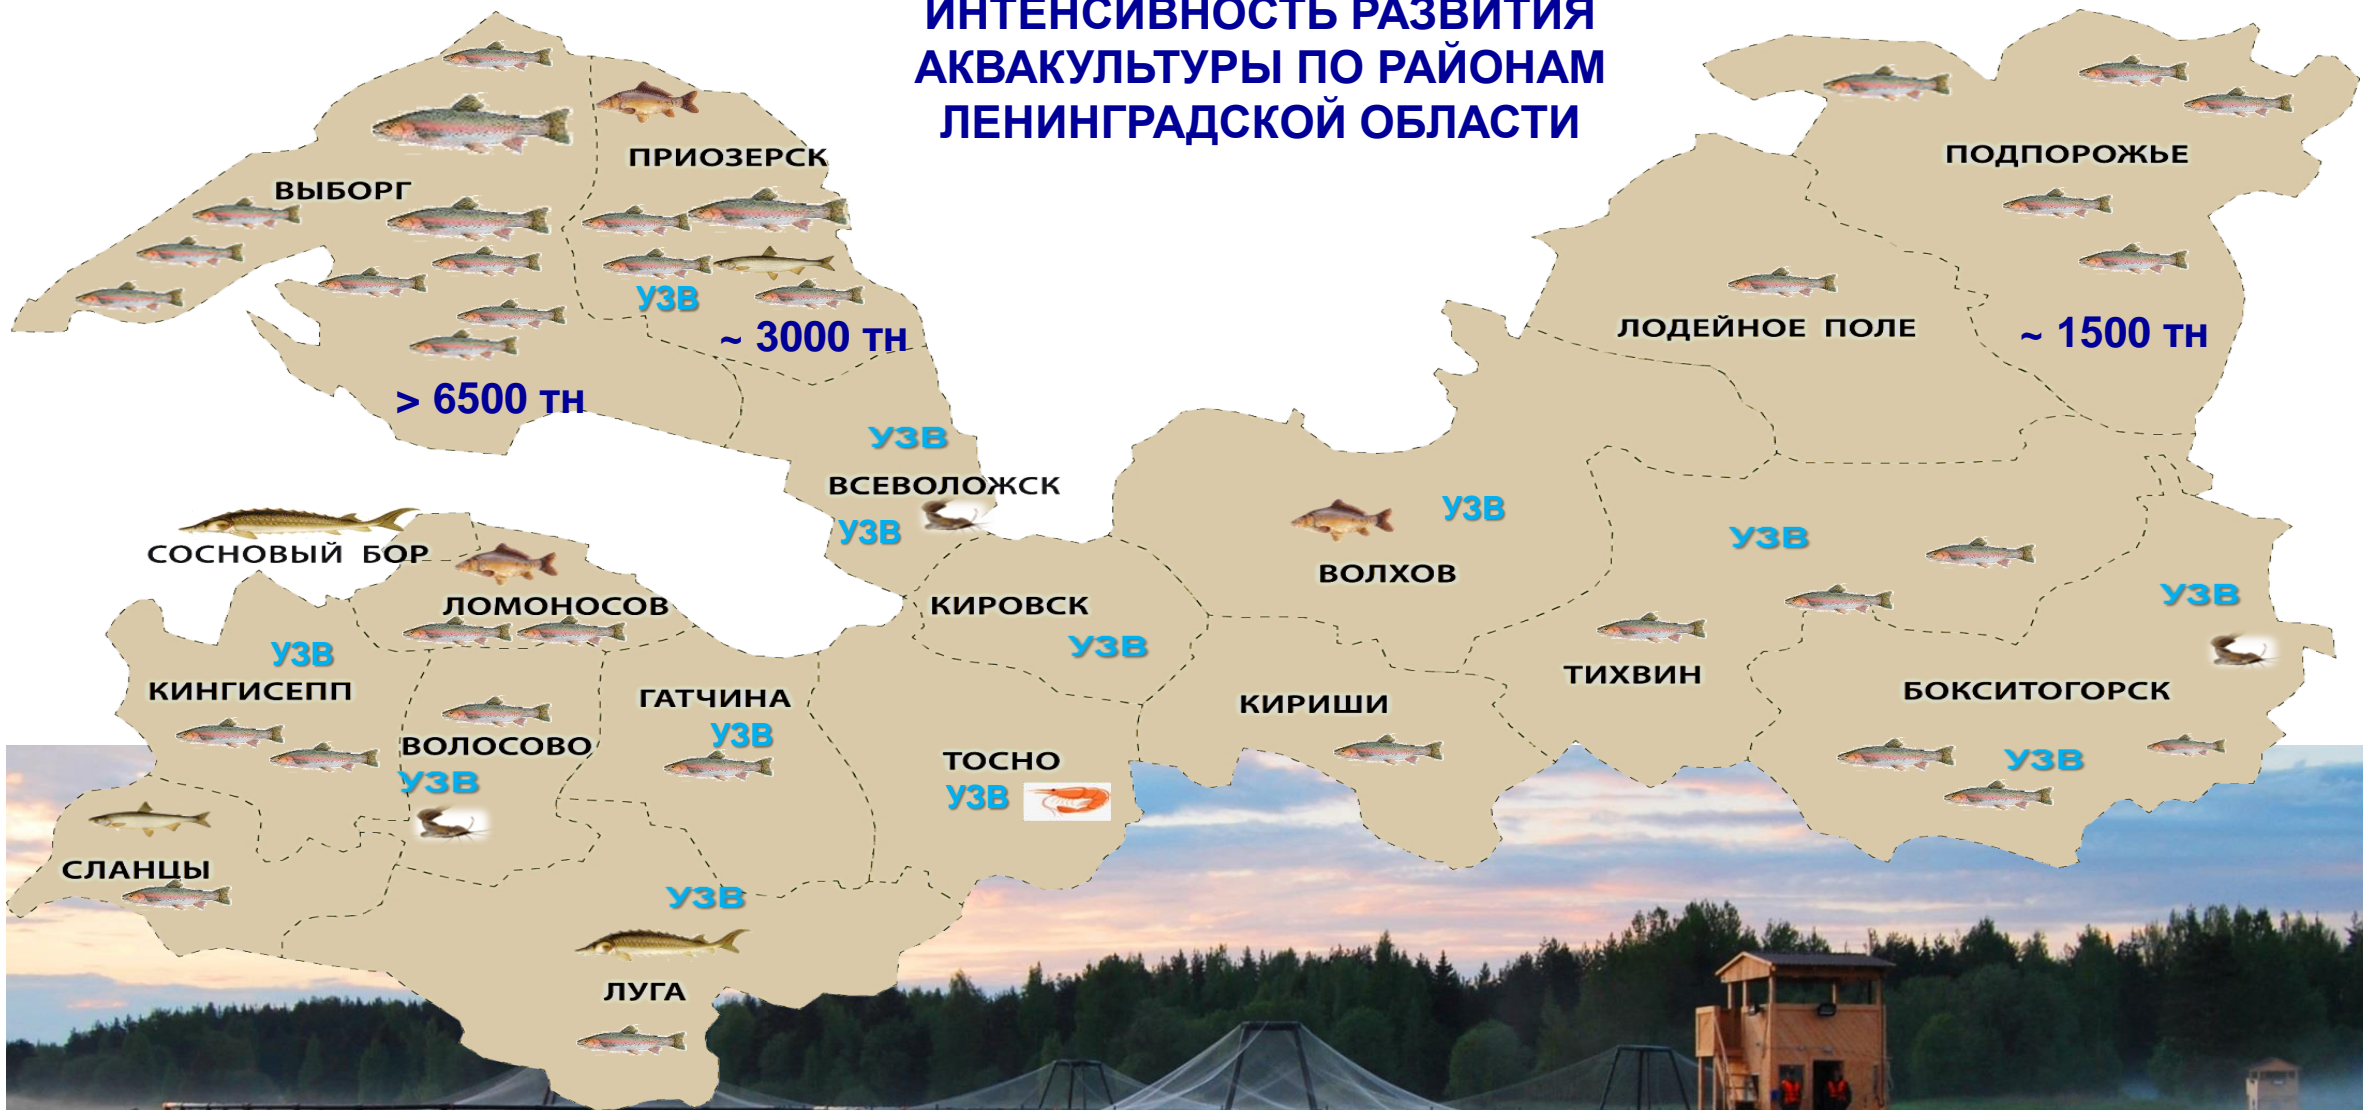 ИНТЕНСИВНОСТЬ РАЗВИТИЯ
АКВАКУЛЬТУРЫ ПО РАЙОНАМ
ЛЕНИНГРАДСКОЙ ОБЛАСТИ
ВЫБОРГ
> 6500 тн
ПРИОЗЕРСК
УЗВ
~ 3000 тн
ПОДПОРОЖЬЕ
~ 1500 тн
ЛОДЕЙНОЕ ПОЛЕ
УЗВ
ВСЕВОЛОЖСК
УЗВ
СОСНОВЫЙ БОР
ЛОМОНОСОВ
КИРОВСК
УЗВ
УЗВ
ВОЛХОВ
УЗВ
ТИХВИН
УЗВ
БОКСИТОГОРСК
УЗВ
УЗВ
КИНГИСЕПП
ВОЛОСОВО
УЗВ
ГАТЧИНА
УЗВ
ТОСНО
УЗВ
КИРИШИ
СЛАНЦЫ
УЗВ
ЛУГА